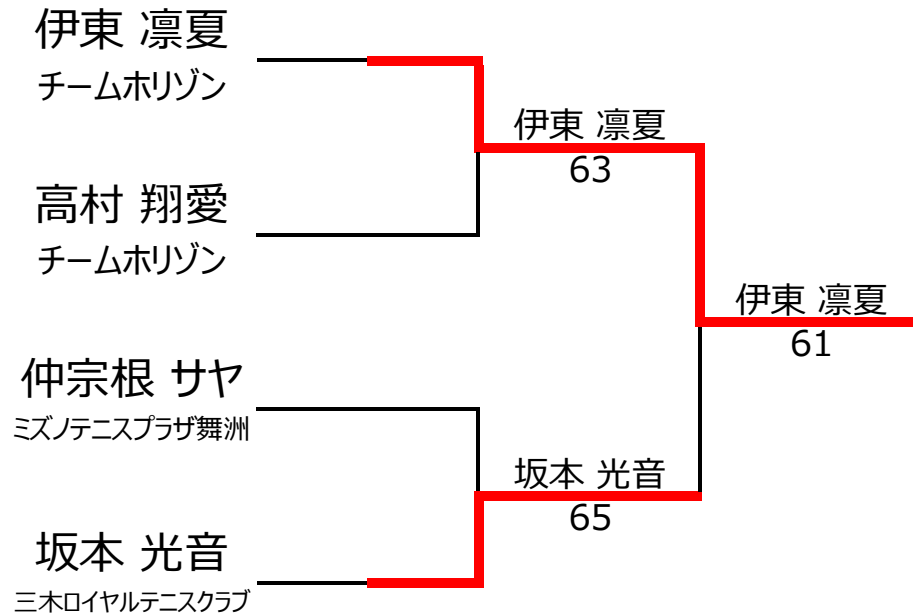 伊東 凛夏
チームホリゾン
高村 翔愛
チームホリゾン
仲宗根 サヤ
ミズノテニスプラザ舞洲
坂本 光音
三木ロイヤルテニスクラブ
伊東 凛夏
63
坂本 光音
65
伊東 凛夏
61